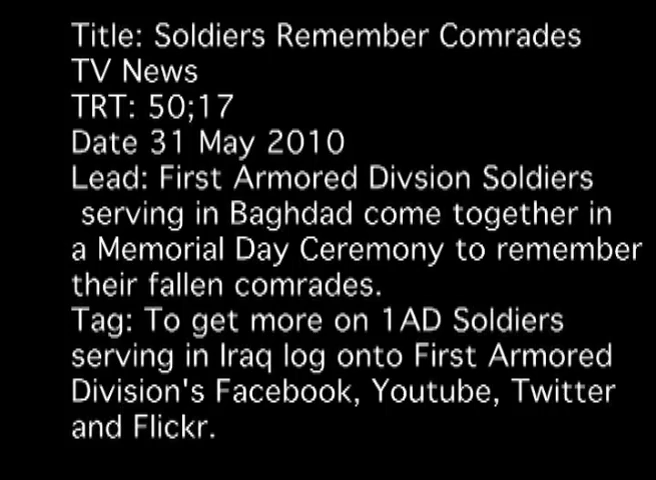 Title: Soldiers Remember Comrades
TV News
TRT: 50;17
Date 31 May 2010
Lead: First Armored Divsion Soldiers
serving in Baghdad come together in
a Memorial Day Ceremony to remember
their fallen comrades.
Tag: To get more on 1AD Soldiers
serving in Iraq log onto First Armored
Division's Facebook, Youtube, Twitter
and Flickr.